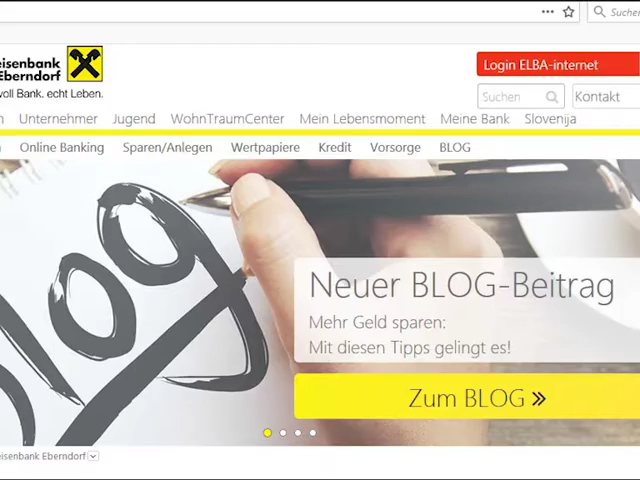 Suchen
eisenbank
Eberndorf
voll Bank. echt Leben.
Login ELBA-internet
Suchen
Kontakt
n Unternehmer Jugend WohnTraumCenter Mein Lebensmoment Meine Bank Slovenija
Online Banking Sparen/Anlegen Wertpapiere Kredit Vorsorge BLOG
log
Neuer BLOG-Beitrag
Mehr Geld sparen:
Mit diesen Tipps gelingt es!
Zum BLOG »
eisenbank Eberndorf